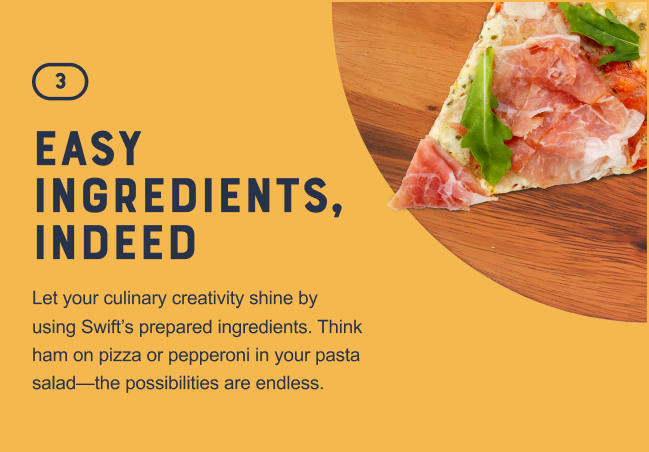 3
EASY
INGREDIENTS,
INDEED
Let your culinary creativity shine by
using Swift’s prepared ingredients. Think
ham on pizza or pepperoni in your pasta
salad—the possibilities are endless.